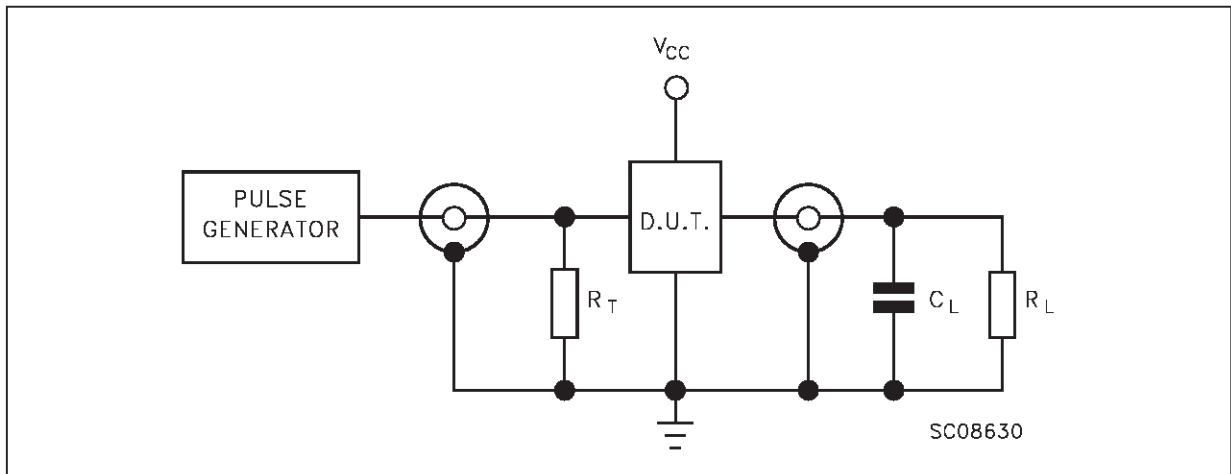 VCC
PULSE
GENERATOR
D.U.T.
RT
CL
RL
SC08630